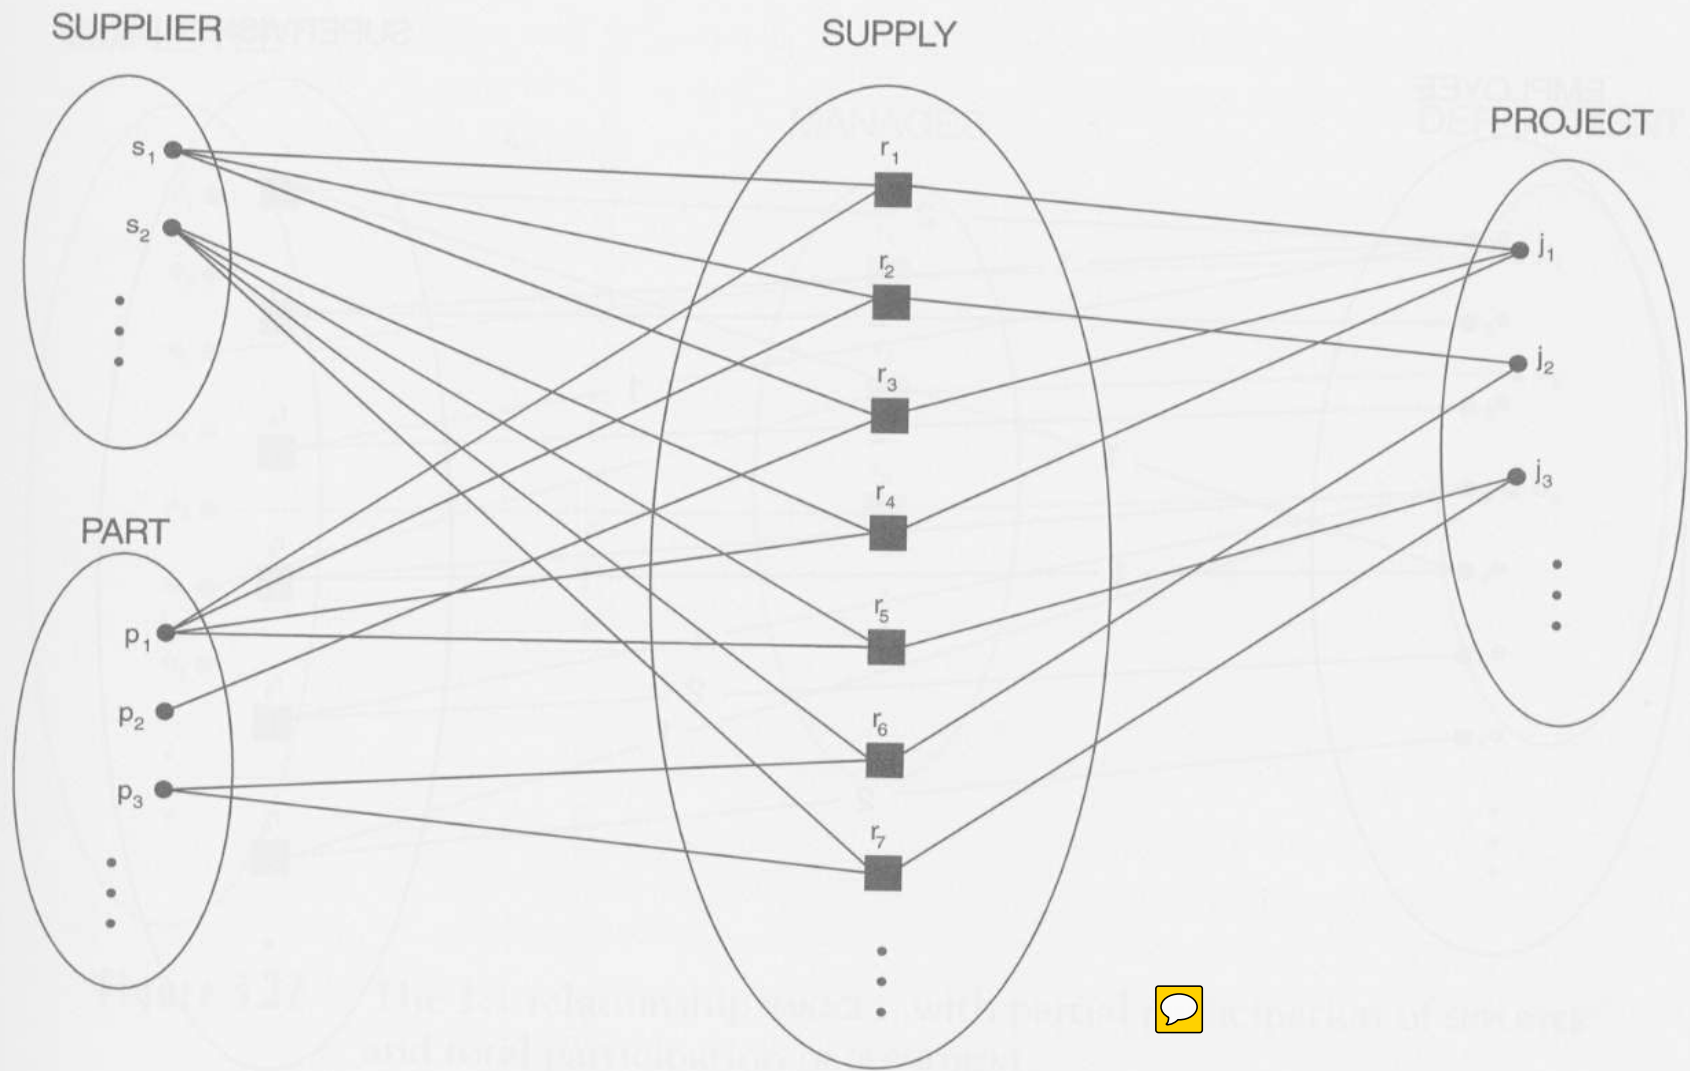 SUPPLIER
SUPPLY
PROJECT
s1
s2
PART
p1
p2
p3
r1
r2
r3
r4
r5
r6
r7
j1
j2
j3